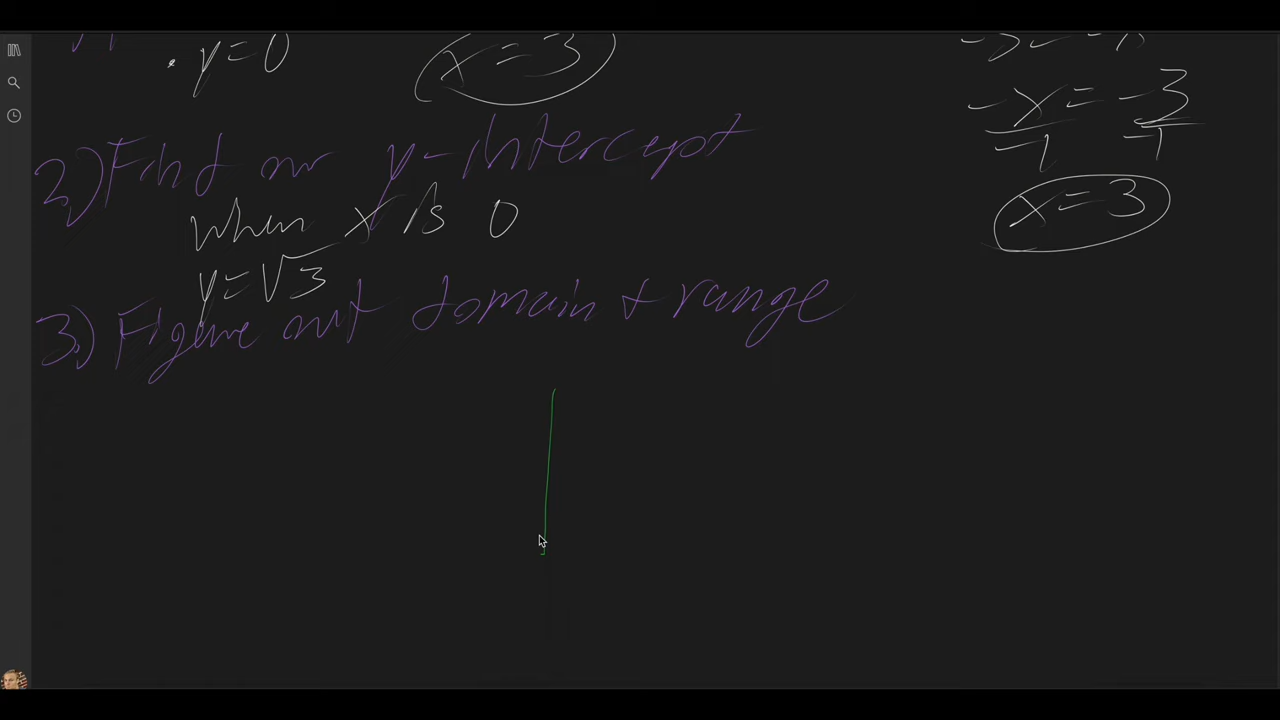 y=0
x=3
-x=-3
-1 -1
x=3
2.) Find our y-intercept
when x is 0
y=√3
3.) Figure out domain + range